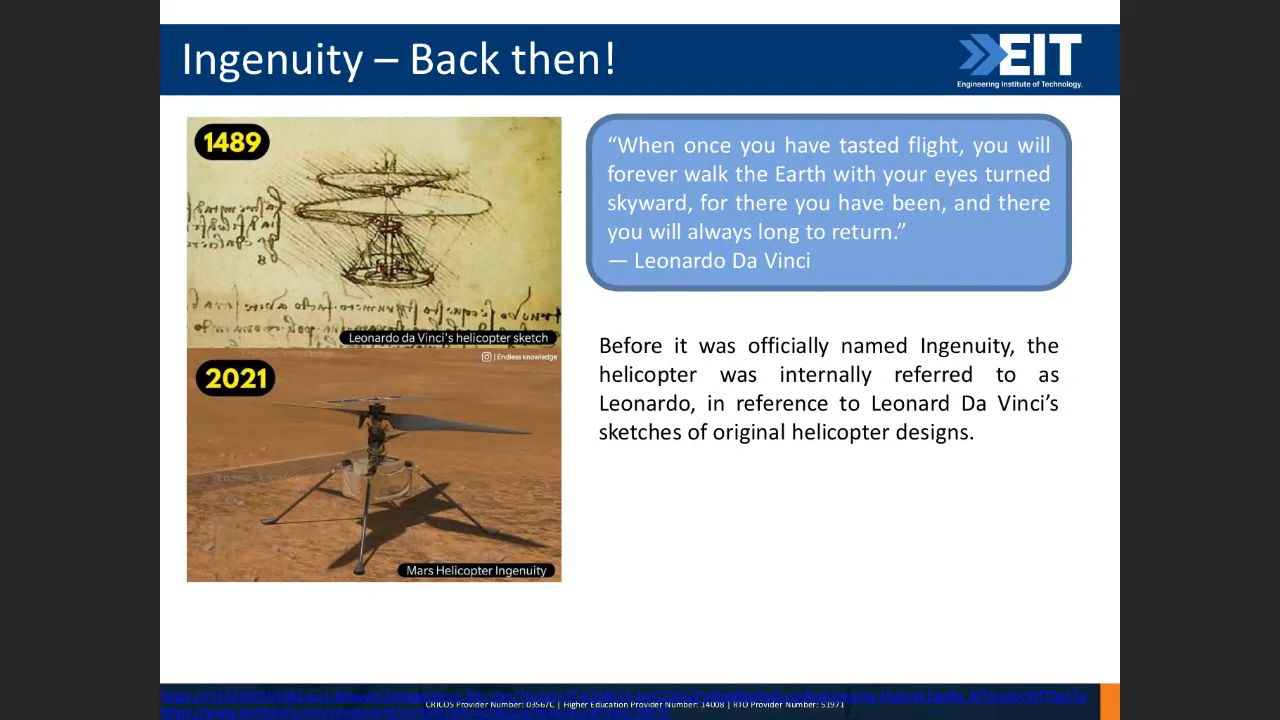 Ingenuity – Back then!
EIT
Engineering Institute of Technology.
1489
Leonardo da Vinci's helicopter sketch
Endless knowledge
| Endless knowledge
2021
Endless knowledge
Mars Helicopter Ingenuity
“When once you have tasted flight, you will
forever walk the Earth with your eyes turned
skyward, for there you have been, and there
you will always long to return.”
— Leonardo Da Vinci
Before it was officially named Ingenuity, the
helicopter was internally referred to as
Leonardo, in reference to Leonard Da Vinci’s
sketches of original helicopter designs.
CRICOS Provider Number: 03567C | Higher Education Provider Number: 14008 | RTO Provider Number: 51971